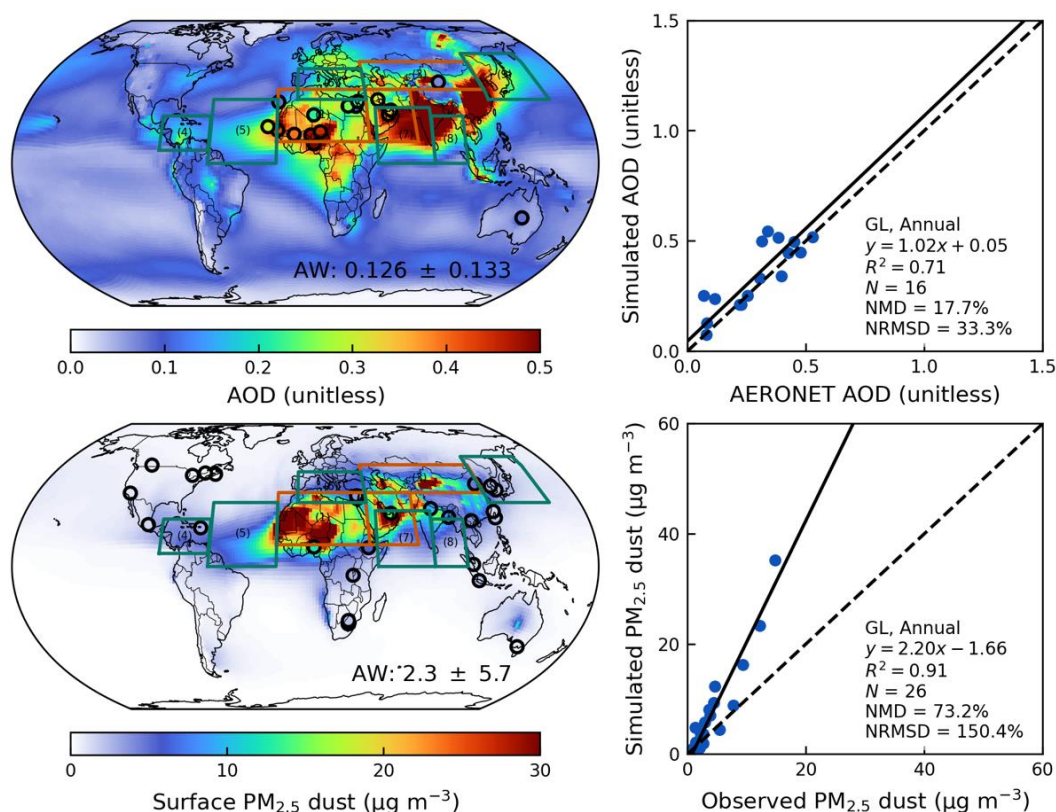 (4)
(5)
(7)
(8)
AW: 0.126 ± 0.133
0.0 0.1 0.2 0.3 0.4 0.5
AOD (unitless)
Simulated AOD (unitless)
1.5
1.0
0.5
0.0
GL, Annual
y = 1.02x + 0.05
R² = 0.71
N = 16
NMD = 17.7%
NRMSD = 33.3%
0.0 0.5 1.0 1.5
AERONET AOD (unitless)
(4)
(5)
(7)
(8)
AW: 2.3 ± 5.7
0 10 20 30
Surface PM₂.₅ dust (μg m⁻³)
Simulated PM₂.₅ dust (μg m⁻³)
60
40
20
0
GL, Annual
y = 2.20x − 1.66
R² = 0.91
N = 26
NMD = 73.2%
NRMSD = 150.4%
0 20 40 60
Observed PM₂.₅ dust (μg m⁻³)